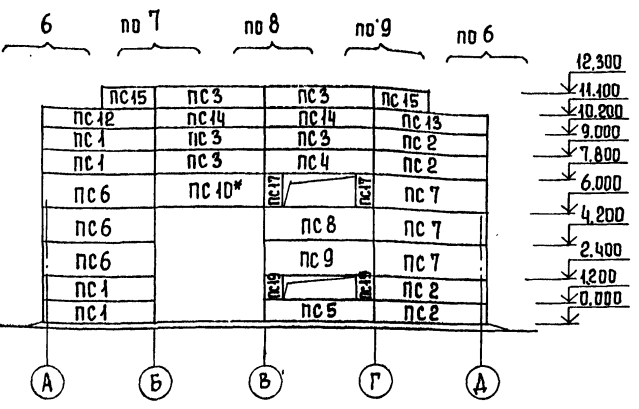 6 по 7 по 8 по 9 по 6
12,300
ПС15 ПС3 ПС3 ПС15
11.100
ПС12 ПС14 ПС14 ПС13
10.200
ПС1 ПС3 ПС3 ПС2
9.000
ПС1 ПС3 ПС4 ПС2
7,800
ПС6 ПС10* ПС17 ПС17 ПС7
6.000
4.200
ПС6 ПС8 ПС7
2.400
ПС6 ПС9 ПС7
1.200
ПС1 ПС19 ПС19 ПС2
0,000
ПС1 ПС5 ПС2
А Б В Г Д